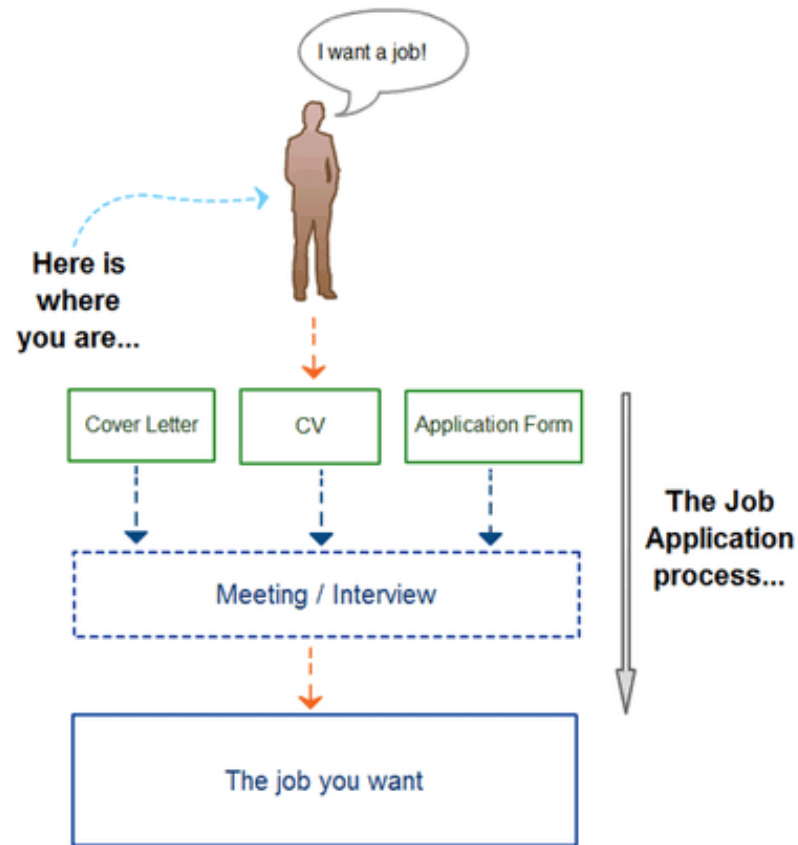 I want a job!
Here is
where
you are...
Cover Letter
CV
Application Form
The Job
Application
process...
Meeting / Interview
The job you want